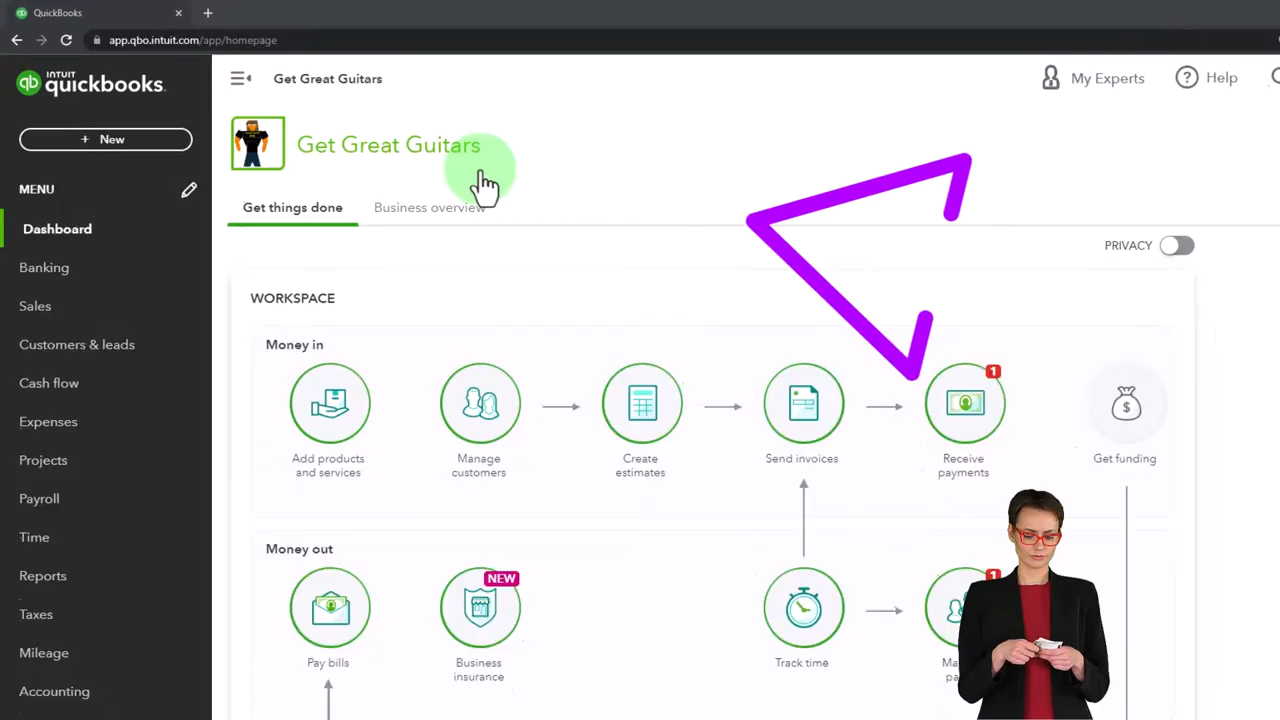 QuickBooks
app.qbo.intuit.com/app/homepage
INTUIT
quickbooks.
Get Great Guitars
My Experts
Help
+ New
Get Great Guitars
MENU
Get things done
Business overview
Dashboard
PRIVACY
Banking
WORKSPACE
Sales
Money in
Customers & leads
1
Cash flow
Expenses
Add products
and services
Manage
customers
Create
estimates
Send invoices
Receive
payments
Get funding
Projects
Payroll
Time
Money out
Reports
NEW
1
Taxes
Mileage
Pay bills
Business
insurance
Track time
Accounting